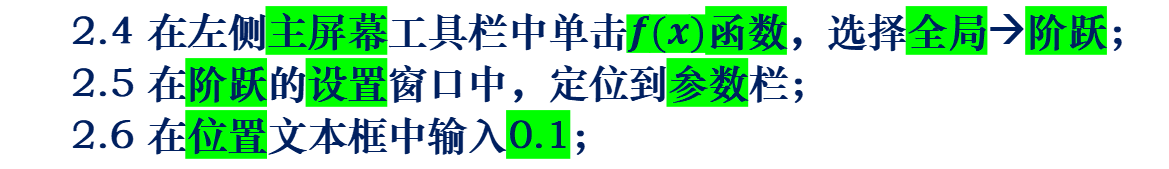 2.4 在左侧主屏幕工具栏中单击f(x)函数，选择全局→阶跃；
2.5 在阶跃的设置窗口中，定位到参数栏；
2.6 在位置文本框中输入0.1；